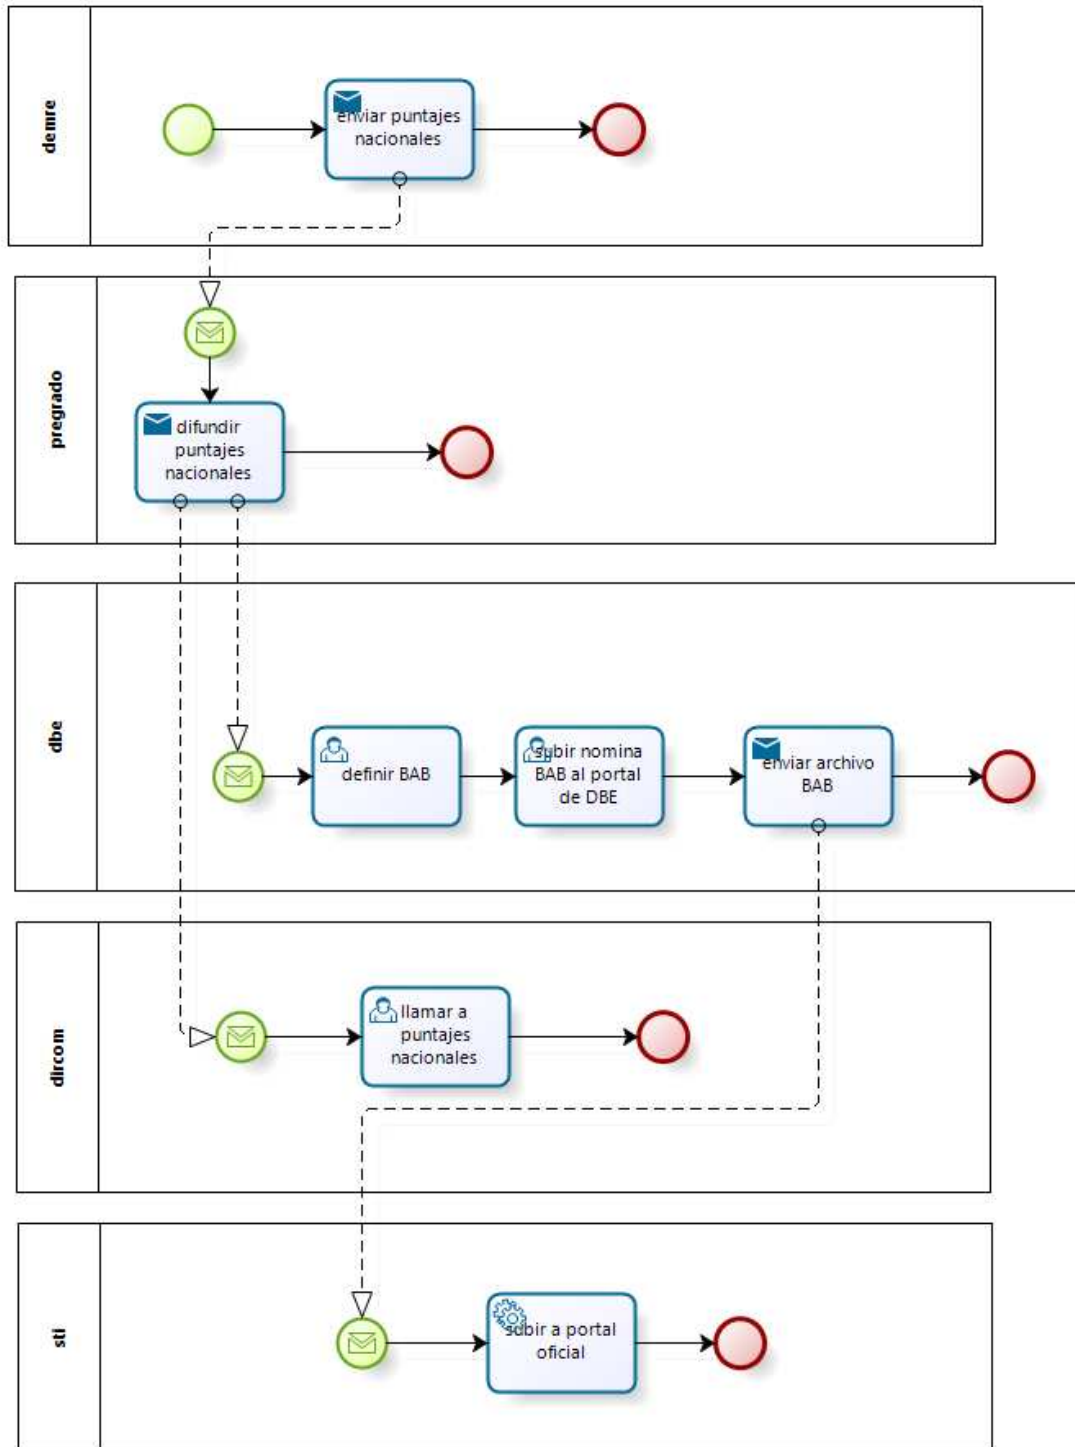 demre
enviar puntajes
nacionales
pregrado
difundir
puntajes
nacionales
dbe
definir BAB
subir nomina
BAB al portal
de DBE
enviar archivo
BAB
dircom
llamar a
puntajes
nacionales
sti
subir a portal
oficial